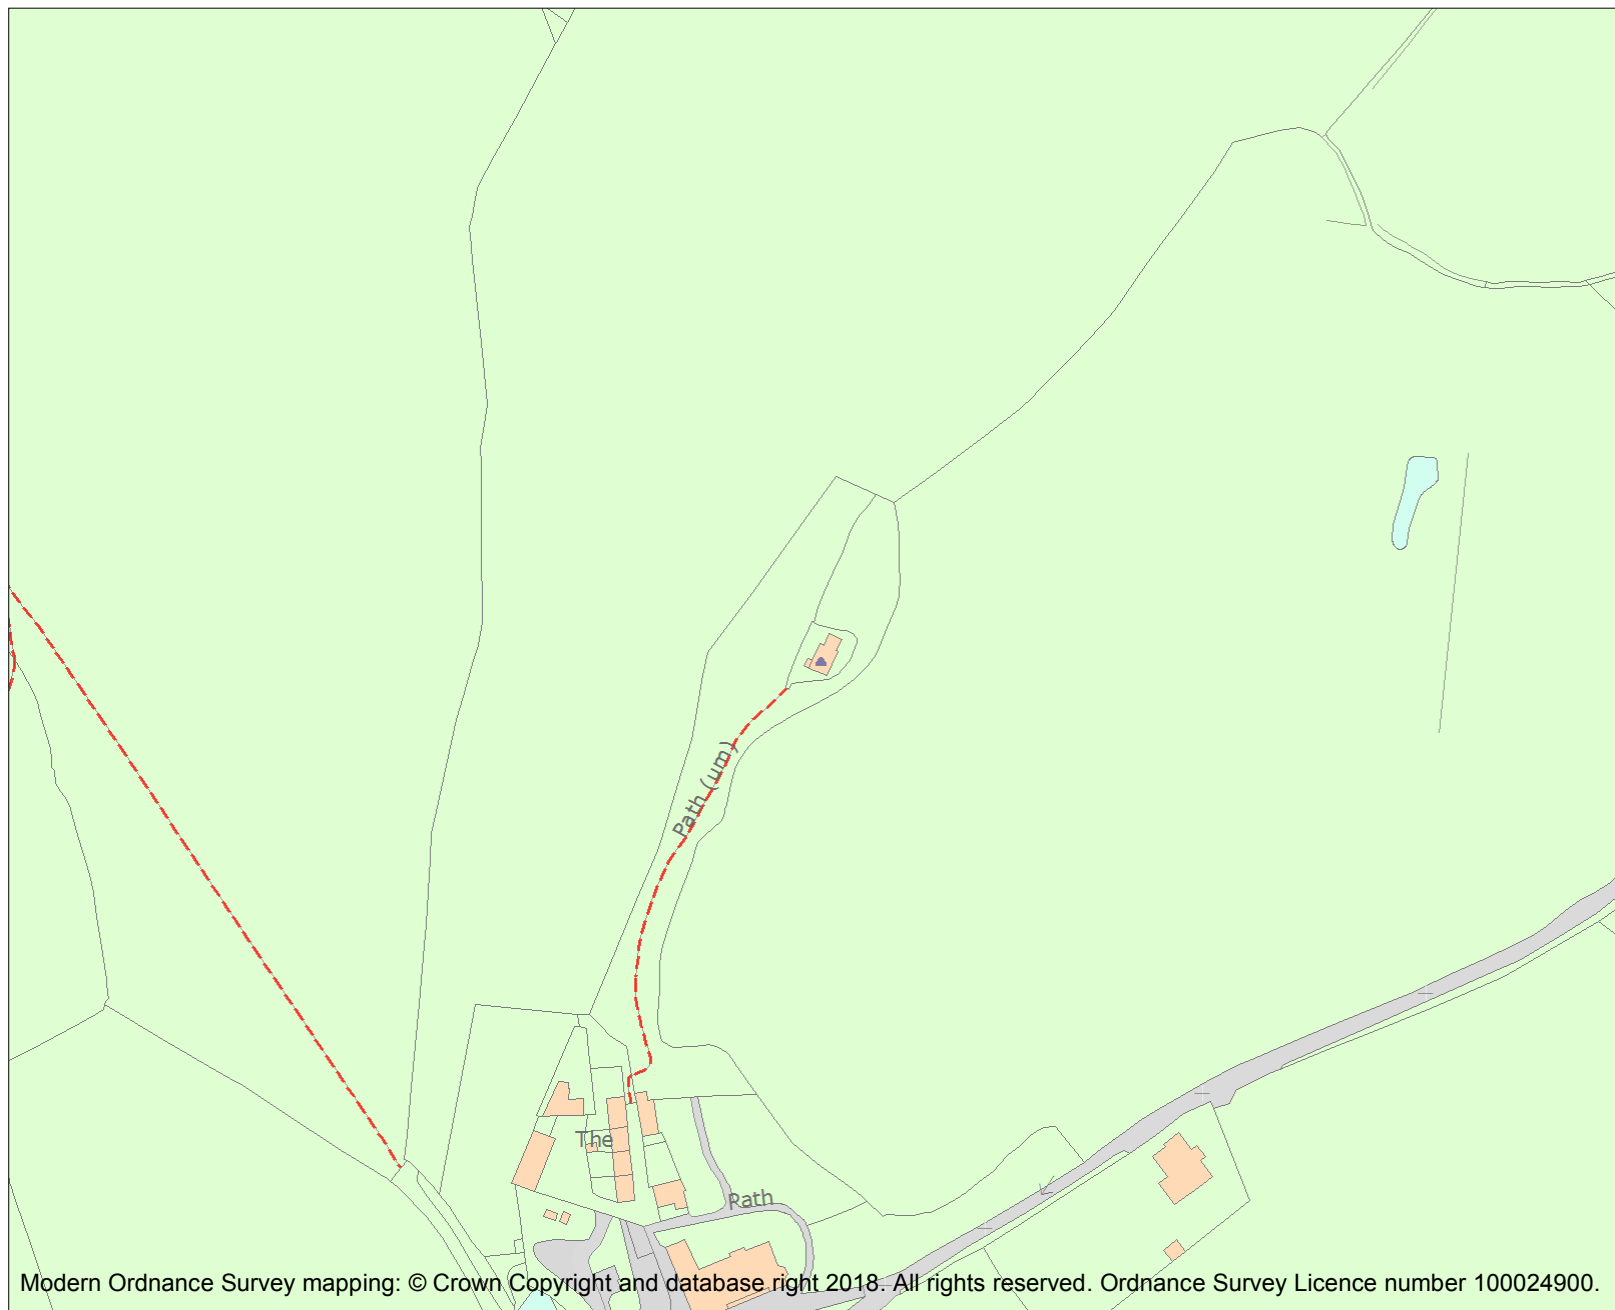 Path (um)
The
Path
Modern Ordnance Survey mapping: © Crown Copyright and database right 2018. All rights reserved. Ordnance Survey Licence number 100024900.